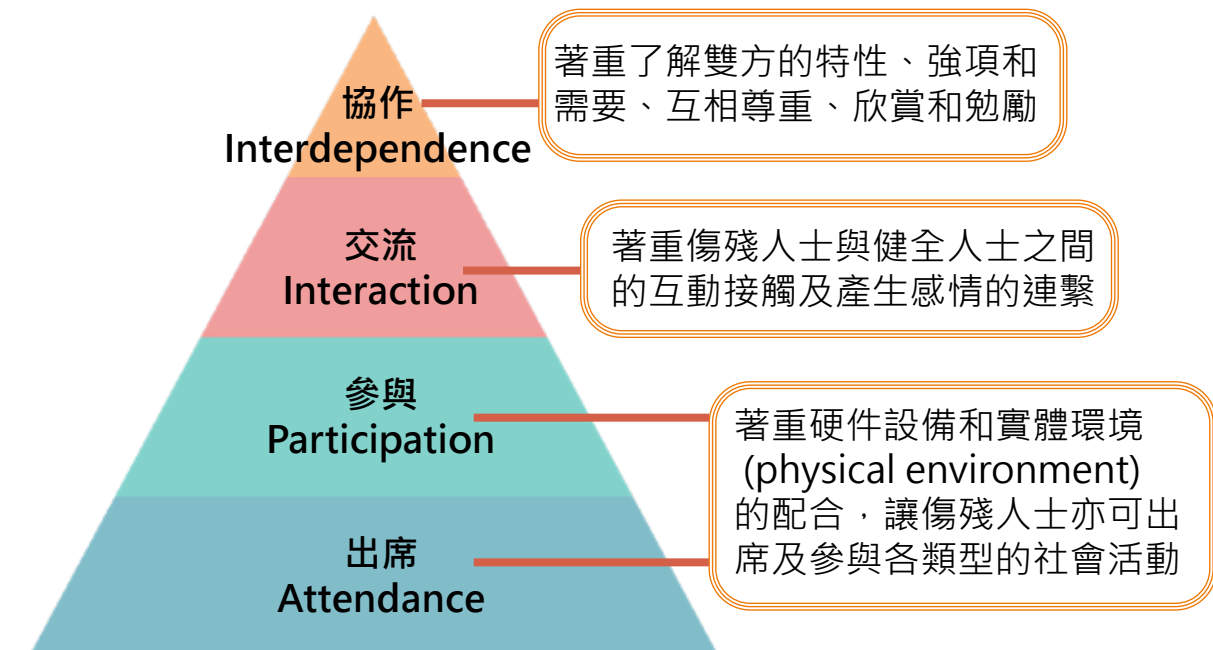 協作
Interdependence
著重了解雙方的特性、強項和
需要、互相尊重、欣賞和勉勵
交流
Interaction
著重傷殘人士與健全人士之間
的互動接觸及產生感情的連繫
參與
Participation
出席
Attendance
著重硬件設備和實體環境
(physical environment)
的配合，讓傷殘人士亦可出
席及參與各類型的社會活動